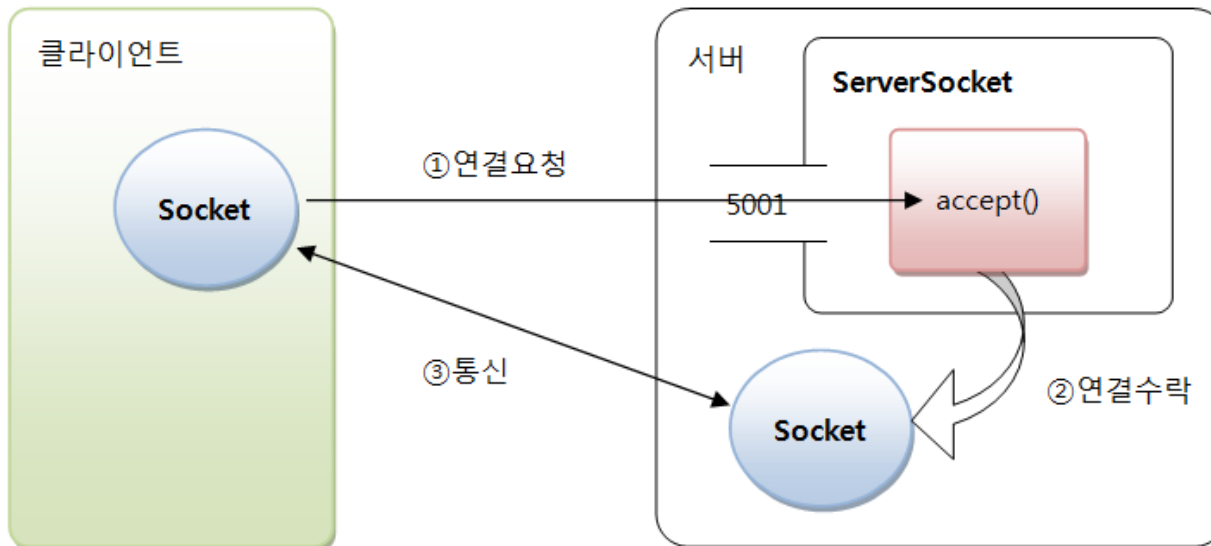 클라이언트
서버
ServerSocket
①연결요청
Socket
5001
accept()
③통신
②연결수락
Socket